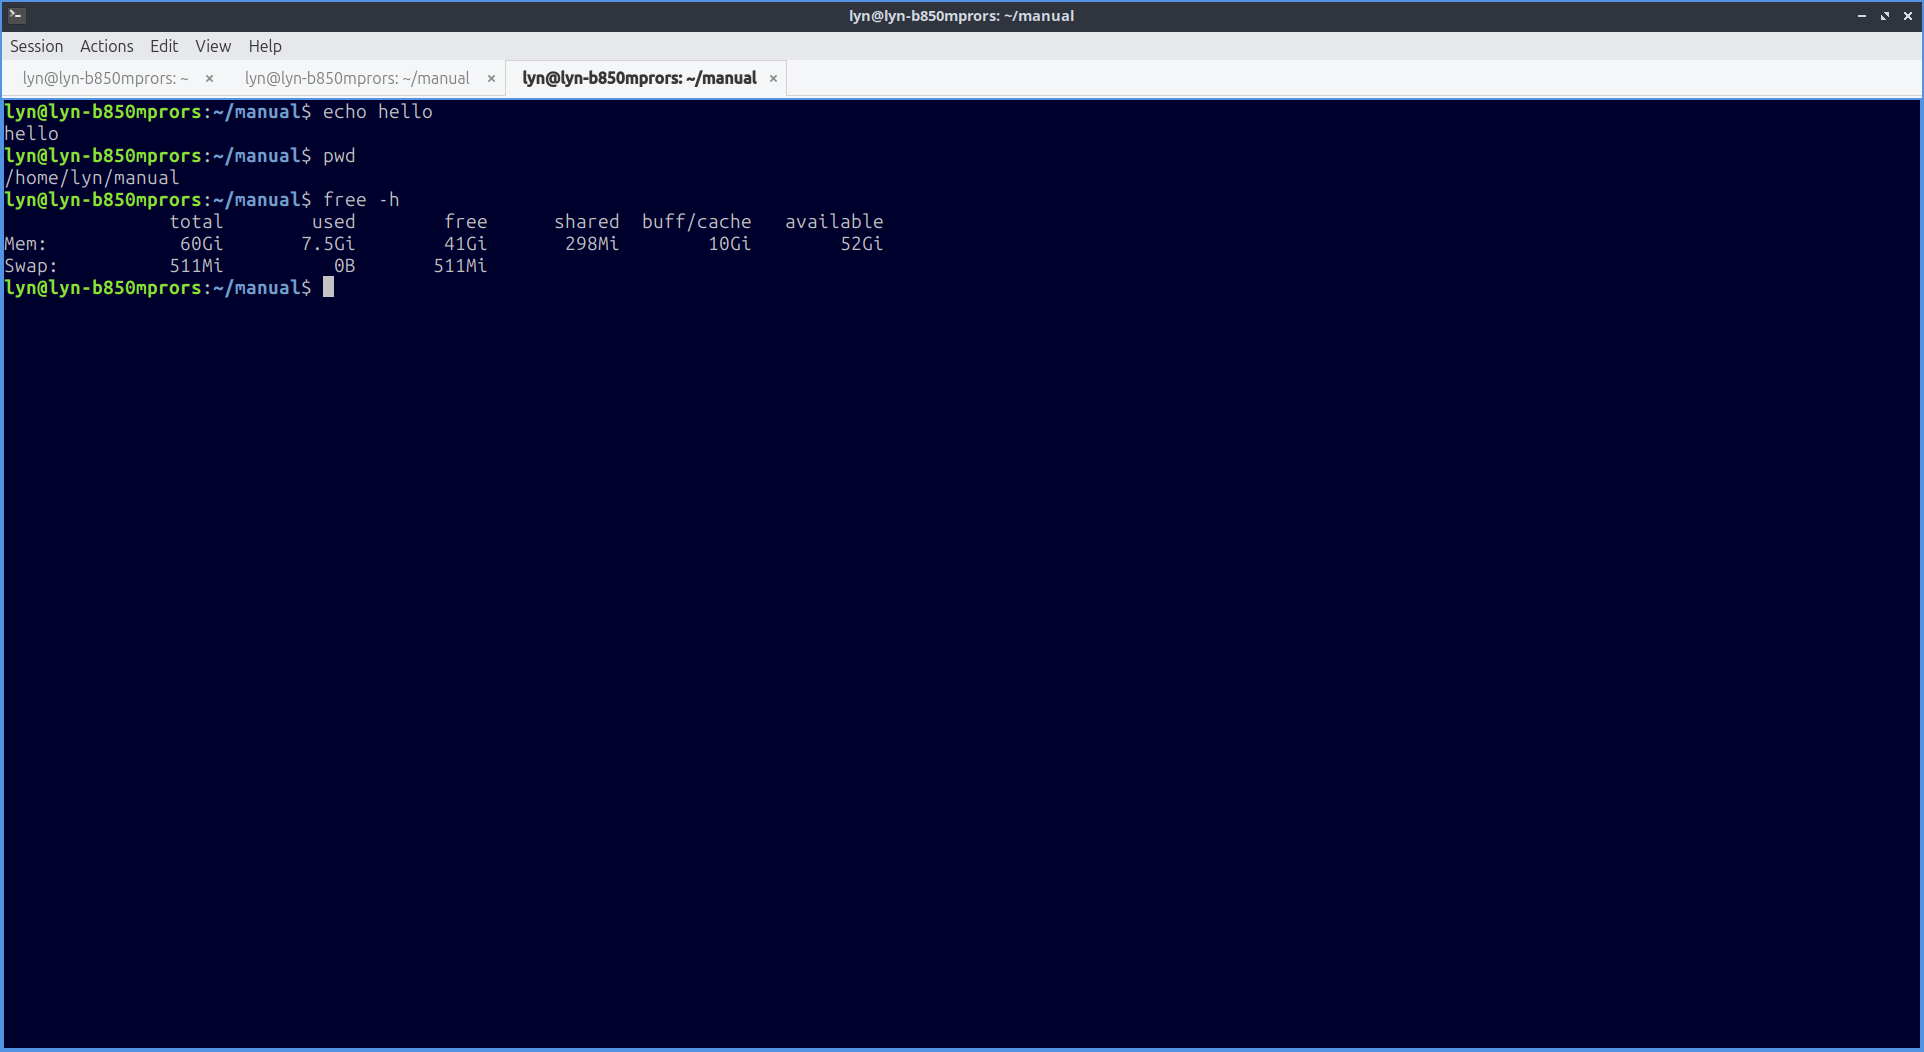 lyn@lyn-b850mprors: ~/manual
Session Actions Edit View Help
lyn@lyn-b850mprors: ~ × lyn@lyn-b850mprors: ~/manual × lyn@lyn-b850mprors: ~/manual ×
lyn@lyn-b850mprors:~/manual$ echo hello
hello
lyn@lyn-b850mprors:~/manual$ pwd
/home/lyn/manual
lyn@lyn-b850mprors:~/manual$ free -h
               total        used        free      shared  buff/cache   available
Mem:            60Gi       7.5Gi        41Gi       298Mi        10Gi        52Gi
Swap:          511Mi          0B       511Mi
lyn@lyn-b850mprors:~/manual$